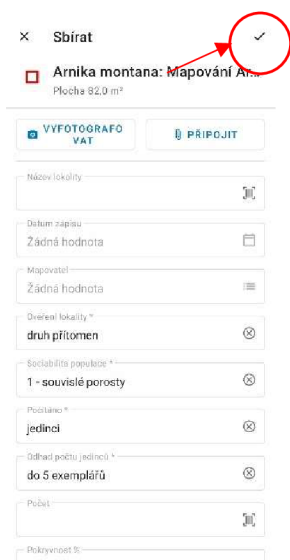 Sbírat
Arnika montana: Mapování Ar...
Plocha 82,0 m²
VYFOTOGRAFO
VAT
PŘIPOJIT
Název lokality
Datum zápisu
Žádná hodnota
Mapovatel
Žádná hodnota
Ověření lokality *
druh přítomen
Sociabilita populace *
1 - souvislé porosty
Počítáno *
jedinci
Odhad počtu jedinců *
do 5 exemplářů
Počet
Pokryvnost %